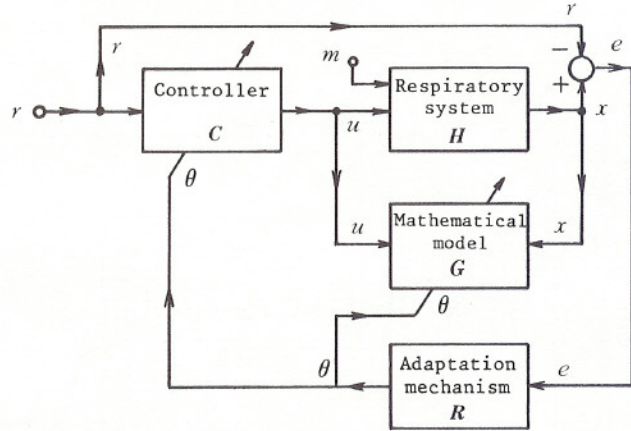 r
r
r
m
−
+
e
Controller
C
u
Respiratory
system
H
x
θ
u
Mathematical
model
G
x
θ
θ
Adaptation
mechanism
R
e